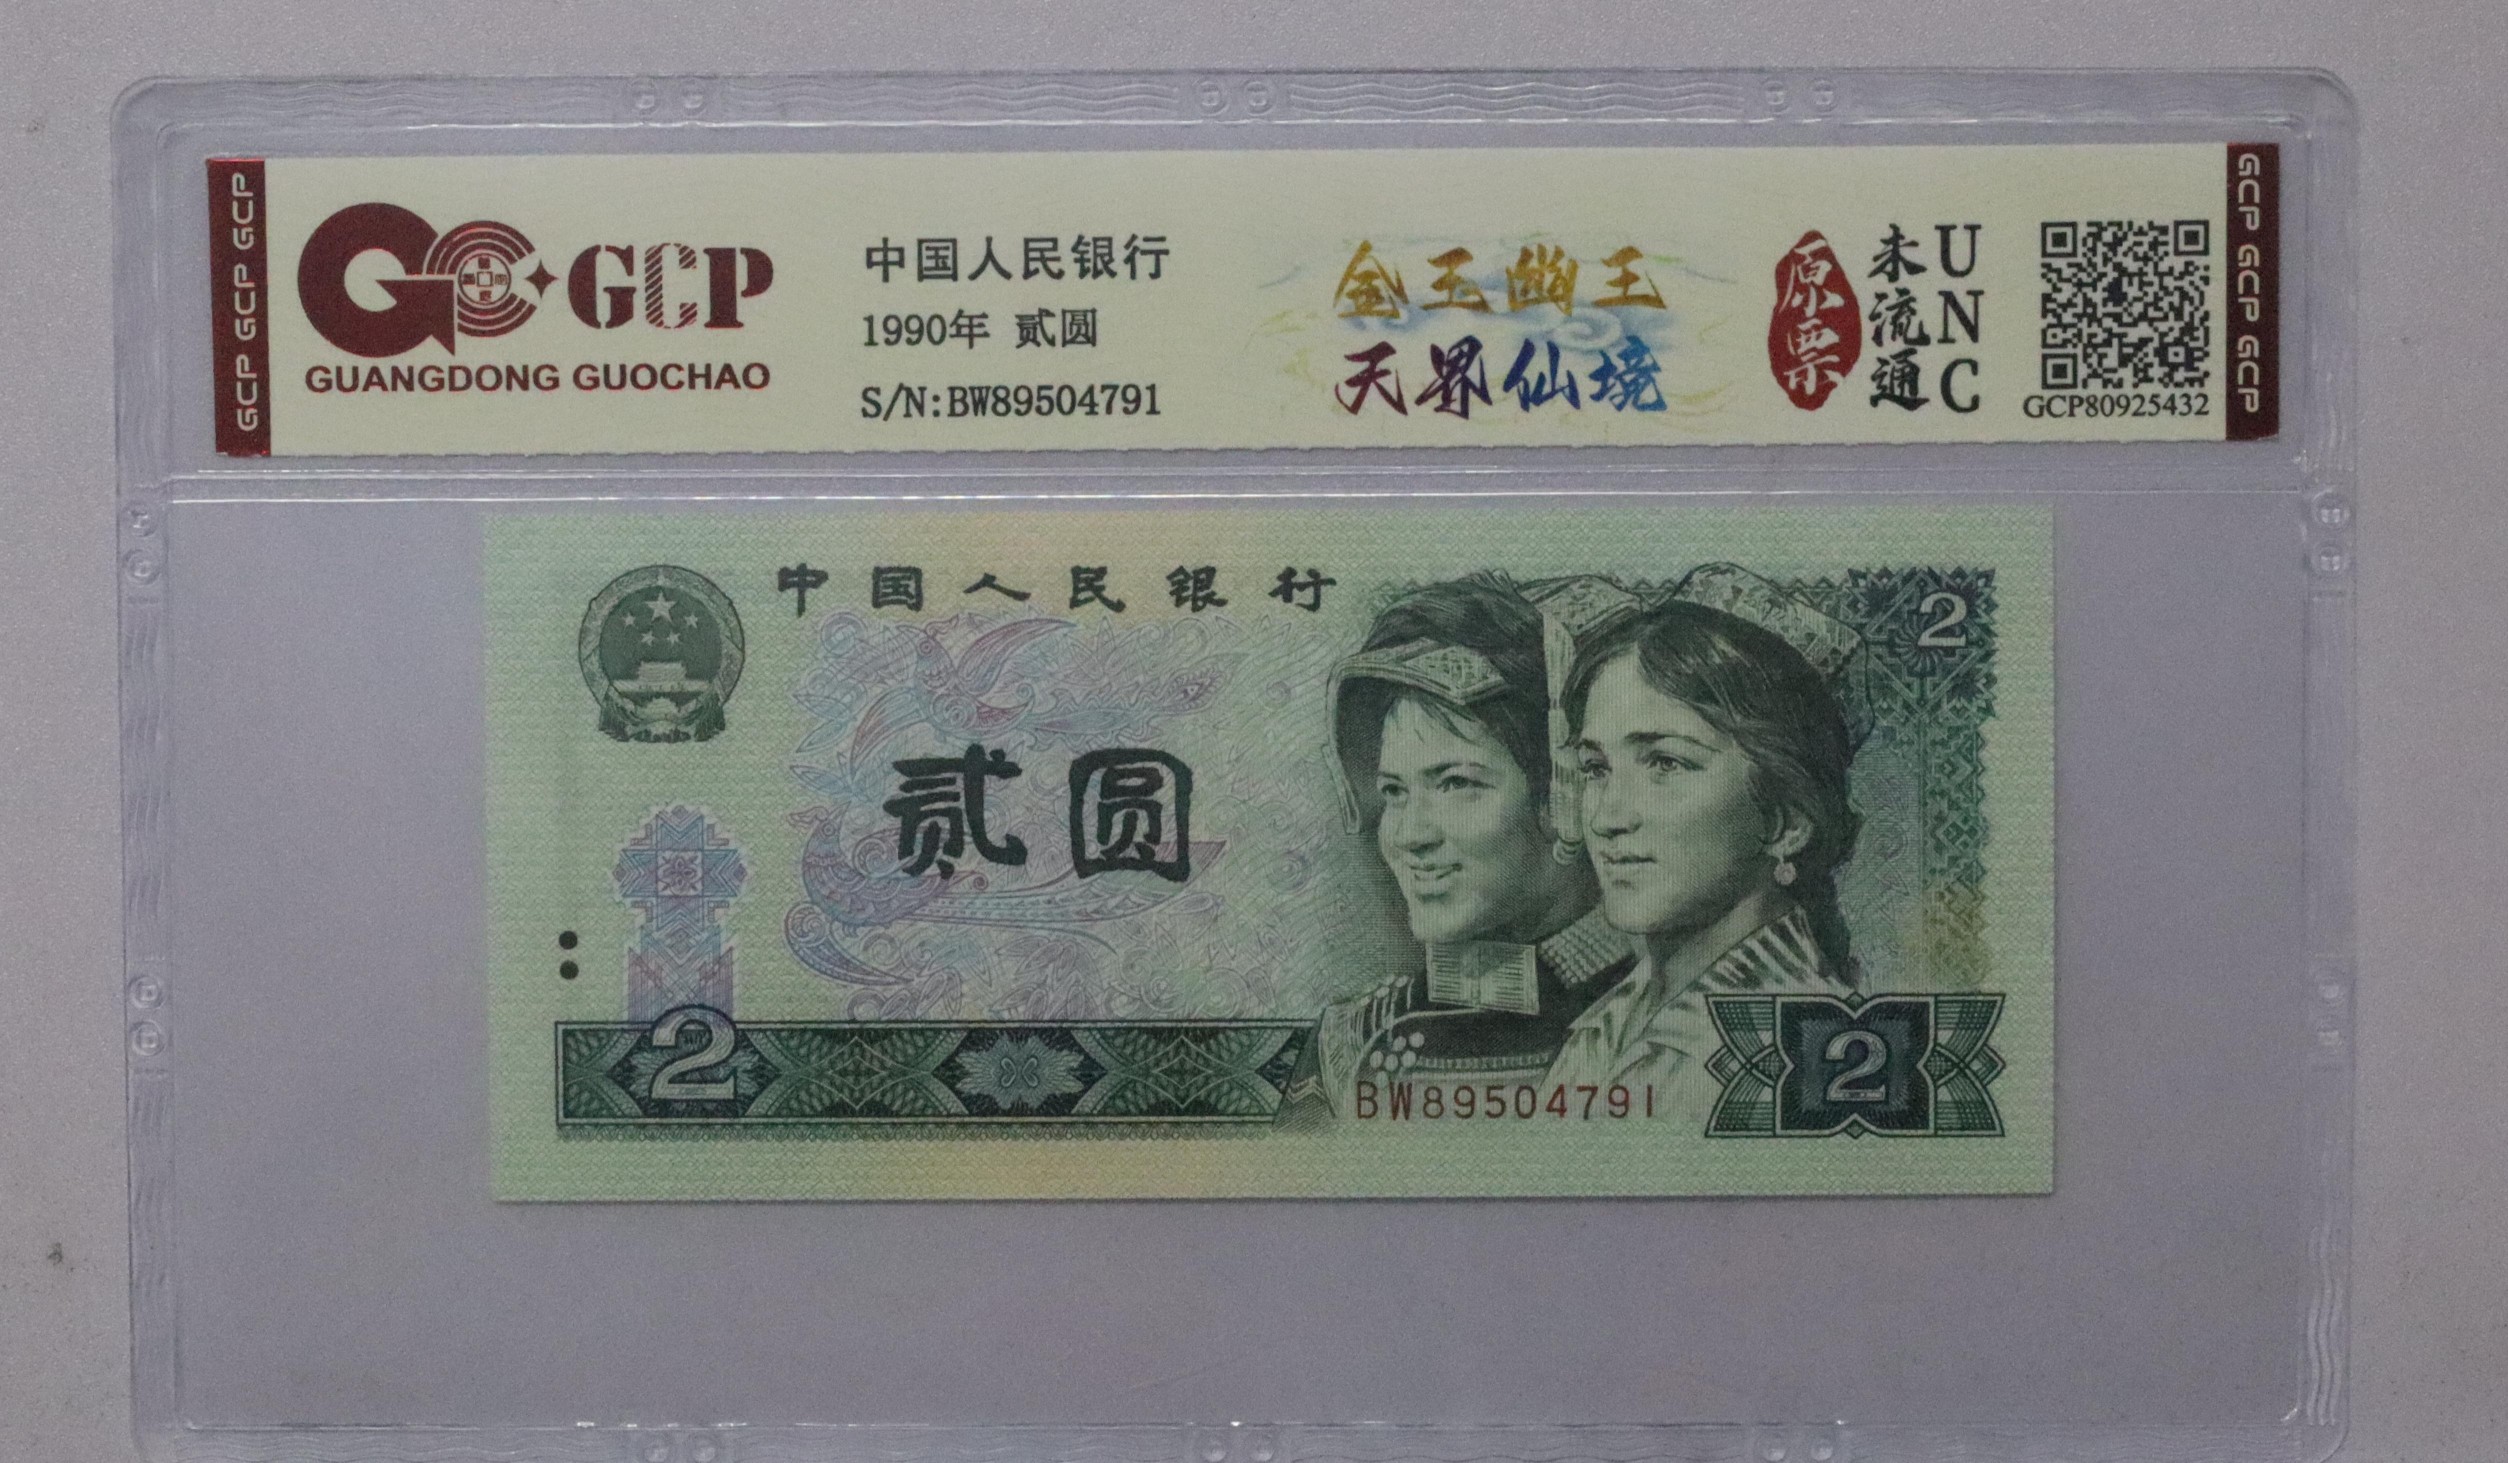 GCP GCP GCP
GCP
GUANGDONG GUOCHAO
中国人民银行
1990年 贰圆
S/N:BW89504791
金玉幽王
天界仙境
原票
未流通
UNC
GCP80925432
GCP GCP GCP
中国人民银行
2
贰圆
2
BW89504791
2